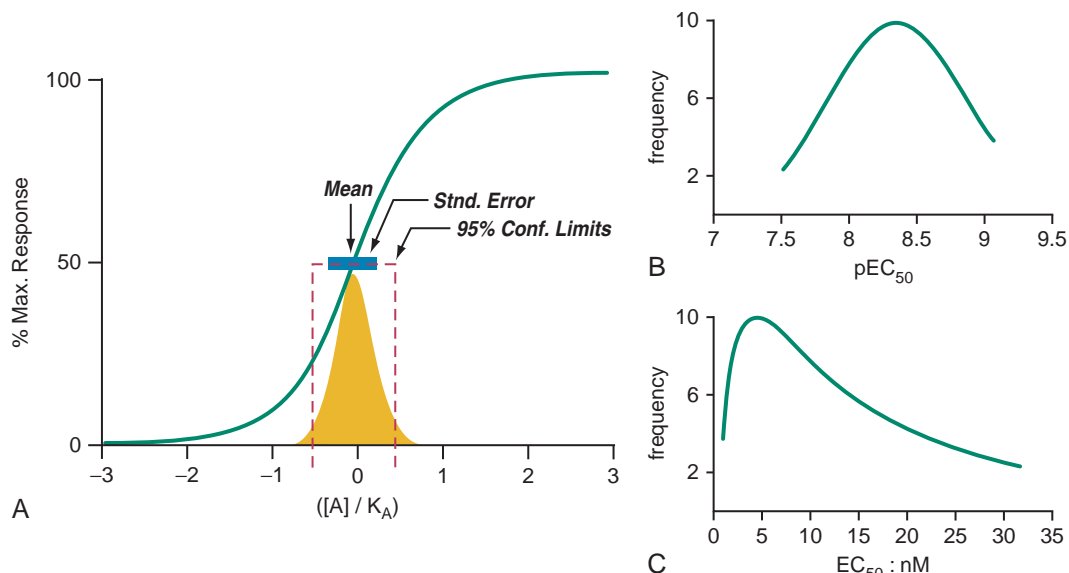 100
50
0
% Max. Response
Mean
Stnd. Error
95% Conf. Limits
−3
−2
−1
0
1
2
3
([A] / KA)
A
10
6
2
frequency
7
7.5
8
8.5
9
9.5
pEC50
B
10
6
2
frequency
0
5
10
15
20
25
30
35
EC50 : nM
C